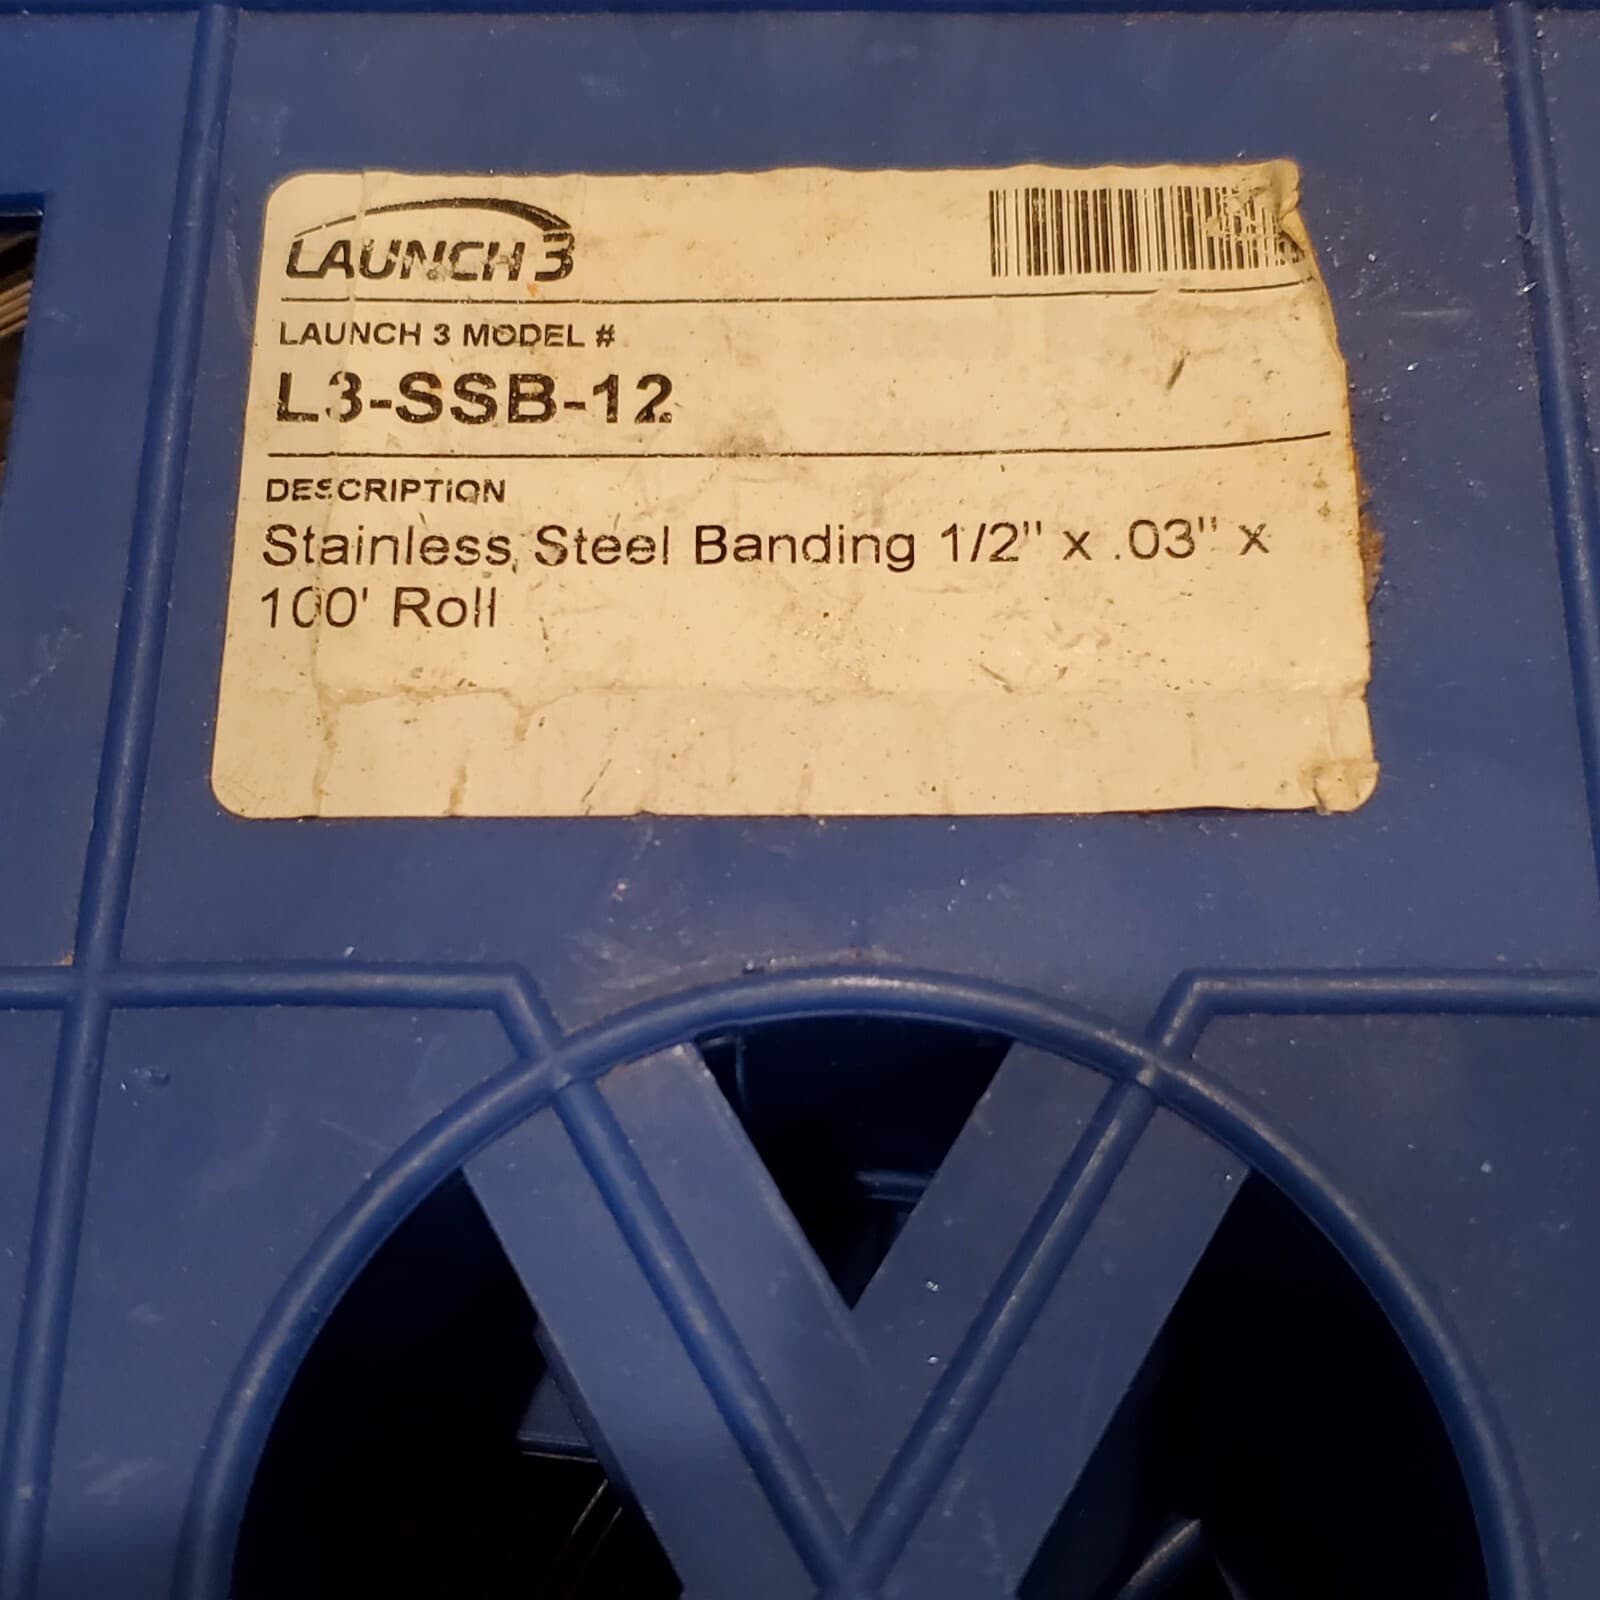 LAUNCH 3
LAUNCH 3 MODEL #
L3-SSB-12
DESCRIPTION
Stainless Steel Banding 1/2" x .03" x
100' Roll